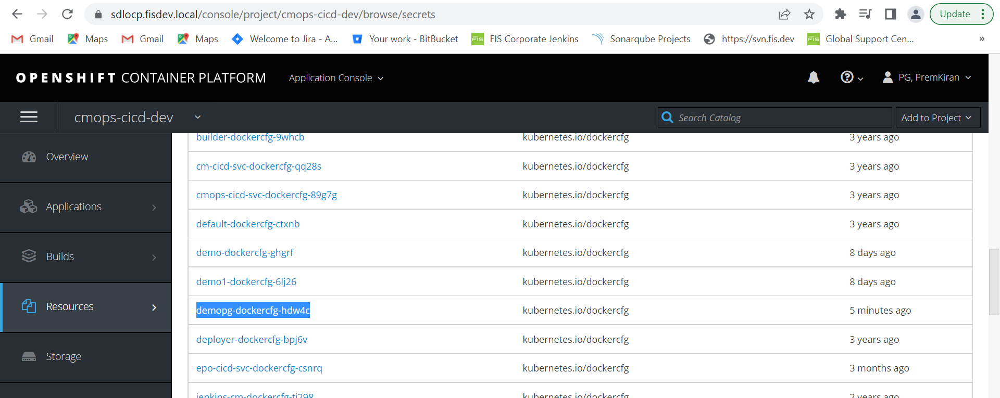 sdlocp.fisdev.local/console/project/cmops-cicd-dev/browse/secrets
Update
Gmail Maps Gmail Maps Welcome to Jira - A... Your work - BitBucket FIS Corporate Jenkins Sonarqube Projects https://svn.fis.dev Global Support Cen... »
OPENSHIFT CONTAINER PLATFORM Application Console PG, PremKiran
cmops-cicd-dev Search Catalog Add to Project
builder-dockercfg-9whcb kubernetes.io/dockercfg 3 years ago
Overview
cm-cicd-svc-dockercfg-qq28s kubernetes.io/dockercfg 3 years ago
cmops-cicd-svc-dockercfg-89g7g kubernetes.io/dockercfg 3 years ago
Applications
default-dockercfg-ctxnb kubernetes.io/dockercfg 3 years ago
demo-dockercfg-ghgrf kubernetes.io/dockercfg 8 days ago
Builds
demo1-dockercfg-6lj26 kubernetes.io/dockercfg 8 days ago
Resources
demopg-dockercfg-hdw4c kubernetes.io/dockercfg 5 minutes ago
deployer-dockercfg-bpj6v kubernetes.io/dockercfg 3 years ago
Storage
epo-cicd-svc-dockercfg-csnrq kubernetes.io/dockercfg 3 months ago
jenkins-cm-dockercfg-tj298 kubernetes.io/dockercfg 2 years ago